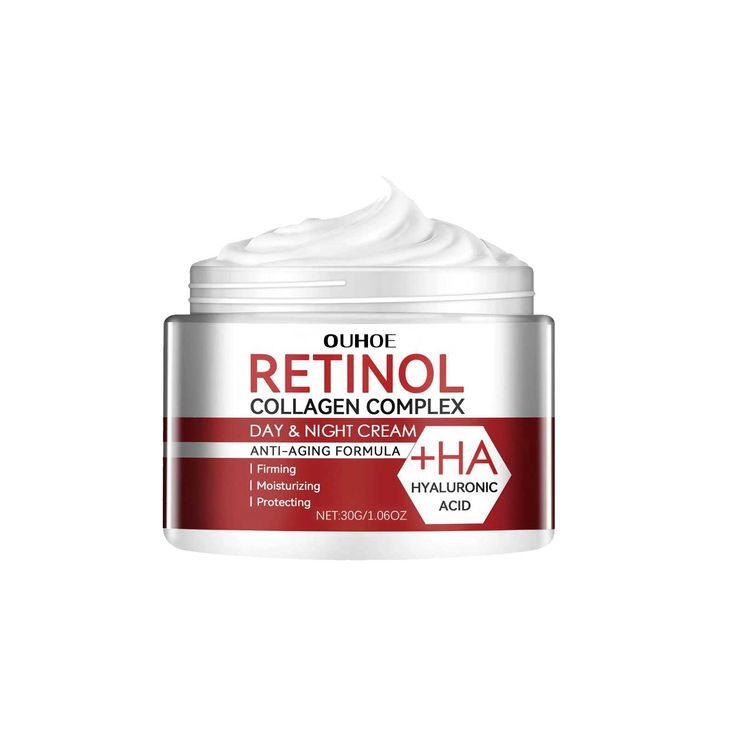 OUHOE
RETINOL
COLLAGEN COMPLEX
DAY & NIGHT CREAM
ANTI-AGING FORMULA
| Firming
| Moisturizing
| Protecting
+HA
HYALURONIC
ACID
NET:30G/1.06OZ